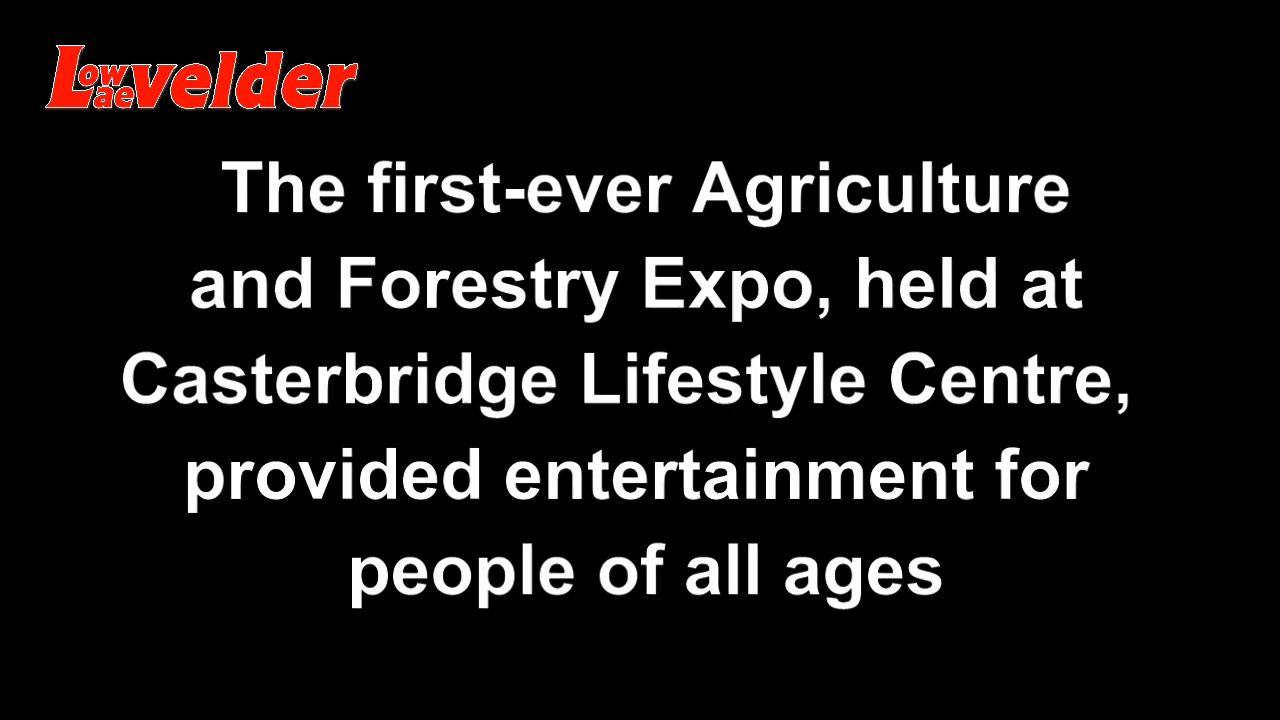 Lowvelder
Laevelder
The first-ever Agriculture
and Forestry Expo, held at
Casterbridge Lifestyle Centre,
provided entertainment for
people of all ages